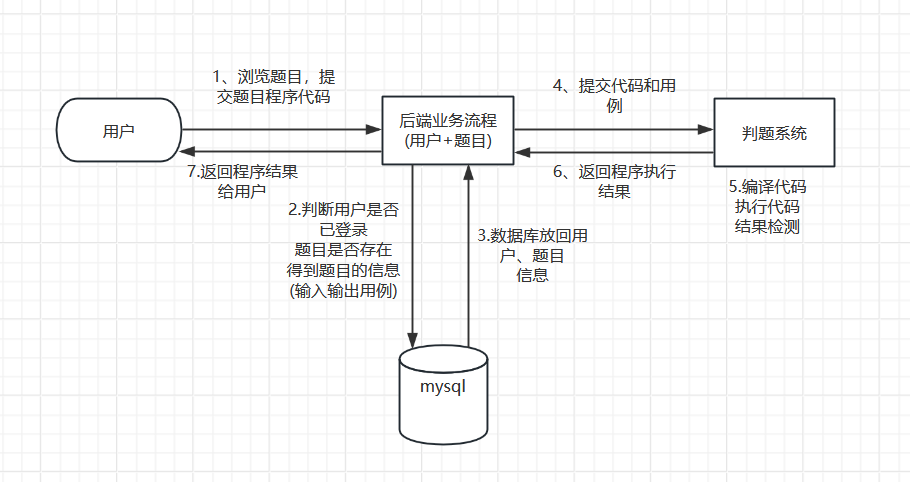 1、浏览题目，提
交题目程序代码
用户
后端业务流程
(用户+题目)
4、提交代码和用
例
判题系统
7.返回程序结果
给用户
6、返回程序执行
结果
5.编译代码
执行代码
结果检测
2.判断用户是否
已登录
题目是否存在
得到题目的信息
(输入输出用例)
3.数据库放回用
户、题目
信息
mysql